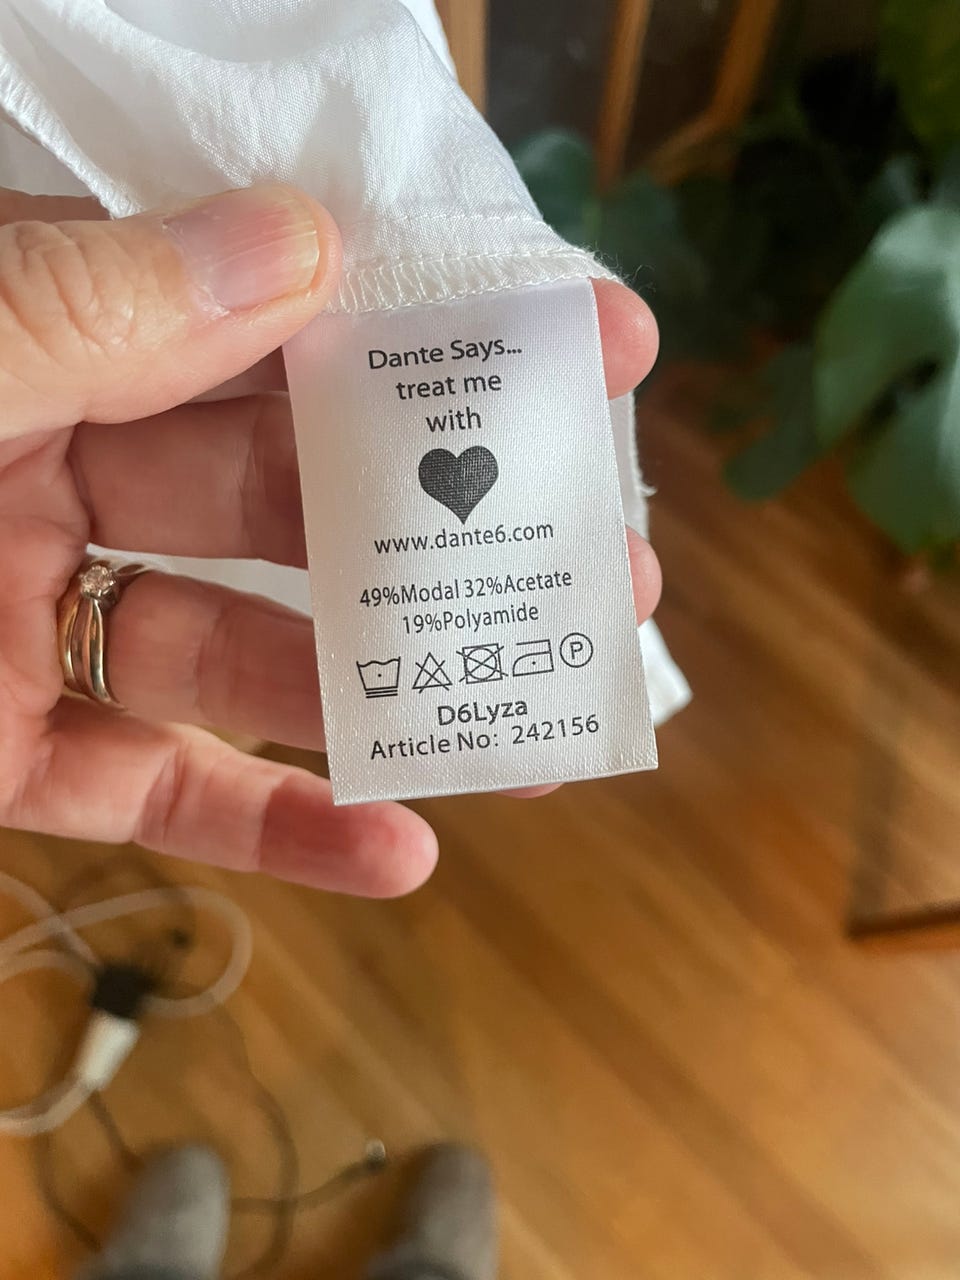 Dante Says...
treat me
with
www.dante6.com
49%Modal 32%Acetate
19%Polyamide
P
D6Lyza
Article No: 242156